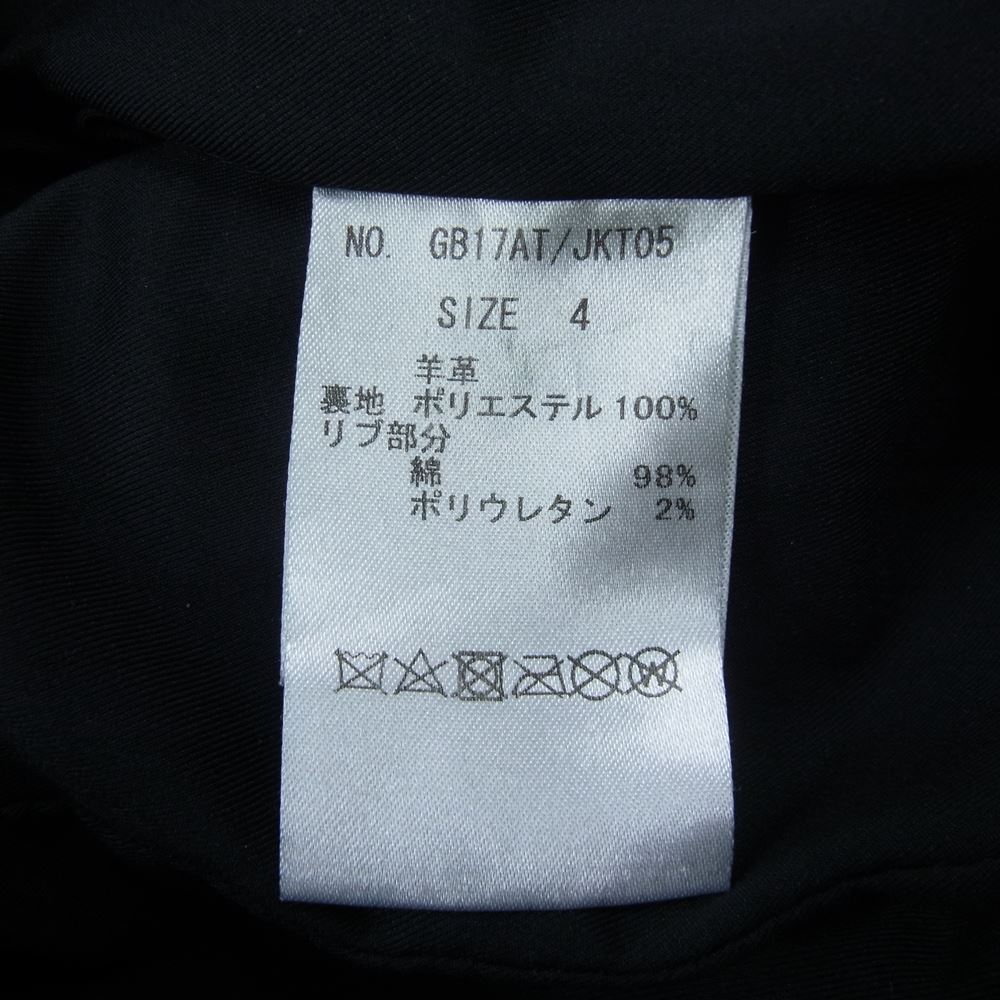 NO. GB17AT/JKT05
SIZE 4
羊革
裏地 ポリエステル 100%
リブ部分
綿 98%
ポリウレタン 2%
W